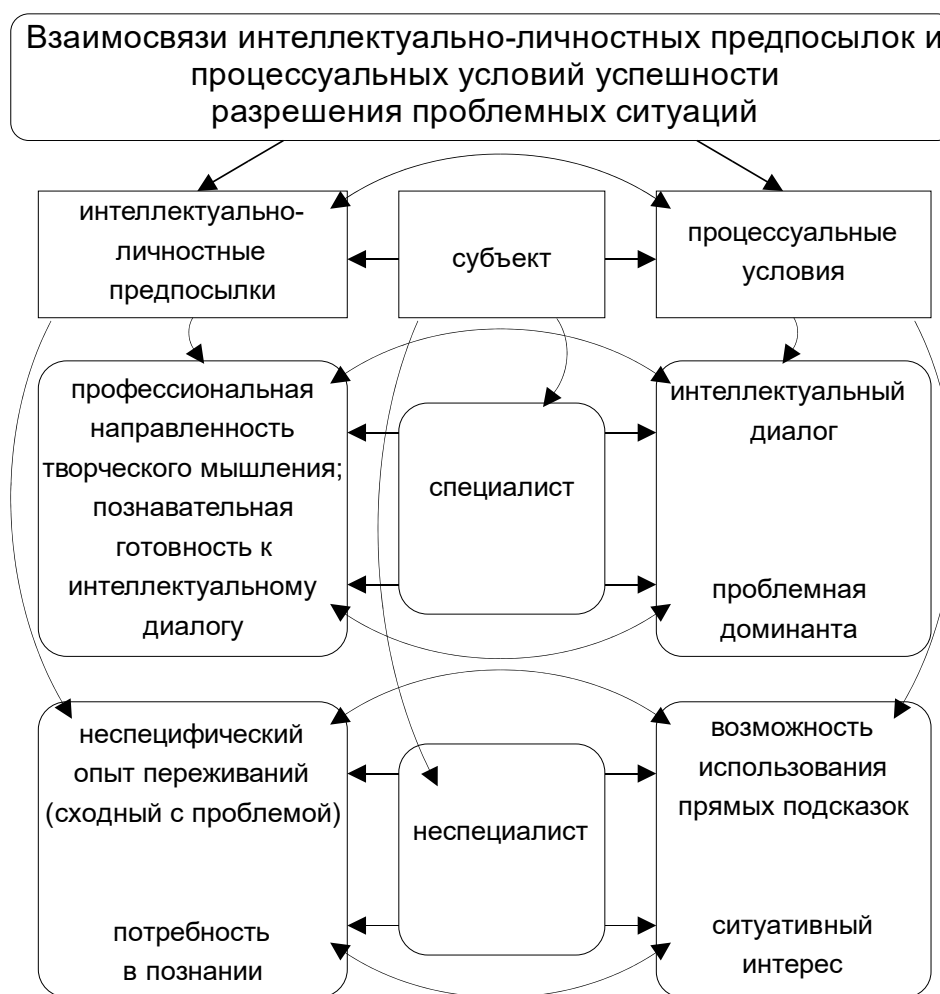 Взаимосвязи интеллектуально-личностных предпосылок и
процессуальных условий успешности
разрешения проблемных ситуаций
интеллектуально-
личностные
предпосылки
субъект
процессуальные
условия
профессиональная
направленность
творческого мышления;
познавательная
готовность к
интеллектуальному
диалогу
специалист
интеллектуальный
диалог
проблемная
доминанта
неспецифический
опыт переживаний
(сходный с проблемой)
потребность
в познании
неспециалист
возможность
использования
прямых подсказок
ситуативный
интерес